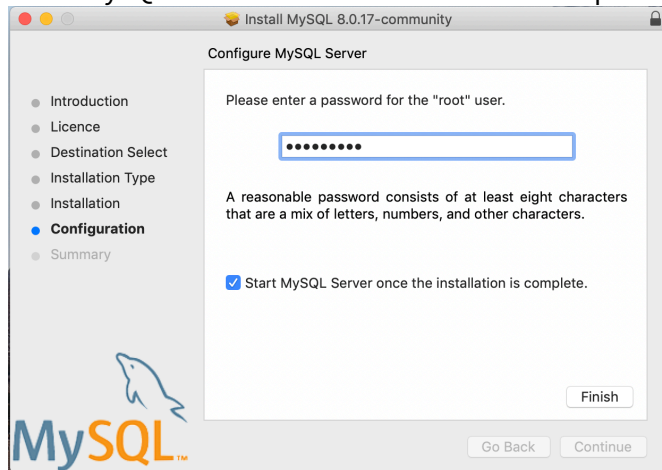 Install MySQL 8.0.17-community
Configure MySQL Server
Introduction
Licence
Destination Select
Installation Type
Installation
Configuration
Summary
Please enter a password for the "root" user.
•••••••••
A reasonable password consists of at least eight characters
that are a mix of letters, numbers, and other characters.
Start MySQL Server once the installation is complete.
Finish
MySQL™
Go Back
Continue